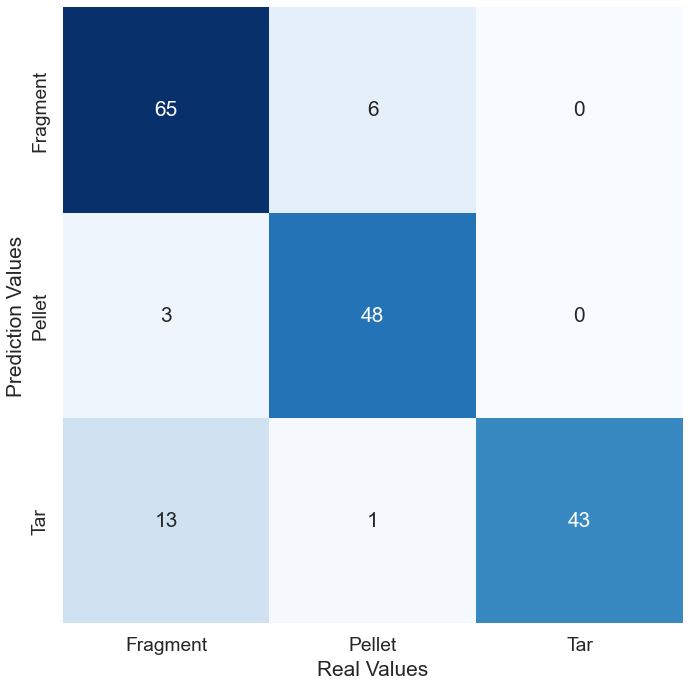 Prediction Values
Fragment
65 6 0
Pellet
3 48 0
Tar
13 1 43
Fragment Pellet Tar
Real Values